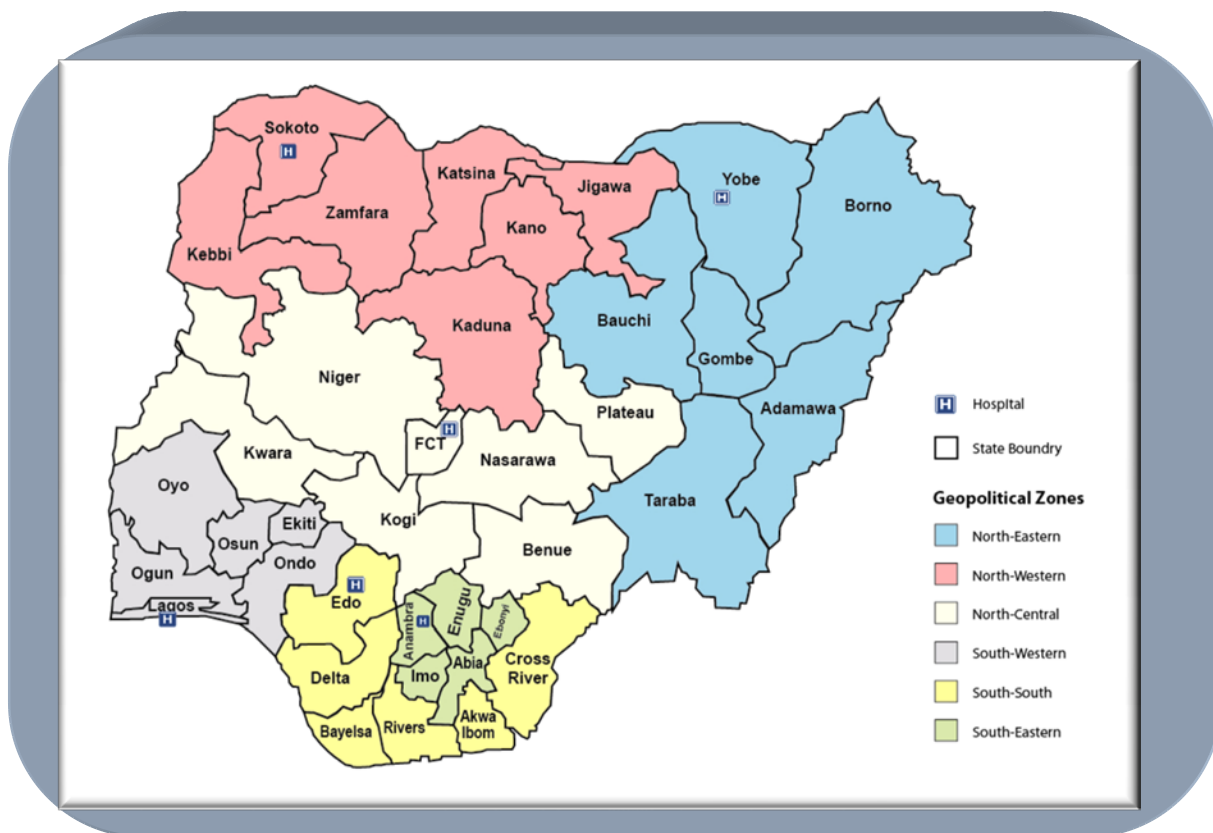 Sokoto
H
Katsina
Jigawa
Yobe
H
Borno
Zamfara
Kano
Kebbi
Kaduna
Bauchi
Gombe
Niger
Plateau
Adamawa
FCT
H
Kwara
Nasarawa
Oyo
Taraba
Kogi
Ekiti
Osun
Benue
Ondo
Ogun
Lagos
H
H
Edo
Anambra
H
Enugu
Ebonyi
Abia
Imo
Cross
River
Delta
Bayelsa
Rivers
Akwa
Ibom
H Hospital
State Boundry
Geopolitical Zones
North-Eastern
North-Western
North-Central
South-Western
South-South
South-Eastern